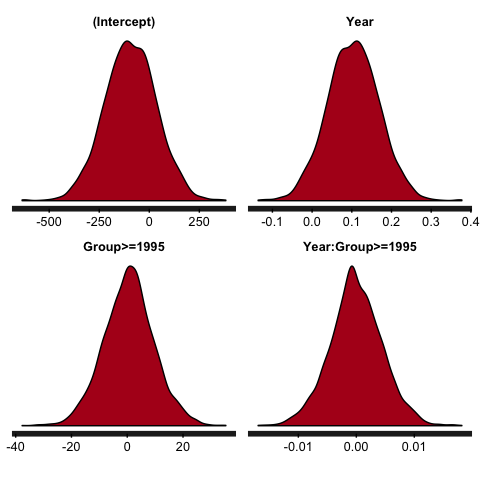 (Intercept)
Year
-500 -250 0 250
-0.1 0.0 0.1 0.2 0.3 0.4
Group>=1995
Year:Group>=1995
-40 -20 0 20
-0.01 0.00 0.01